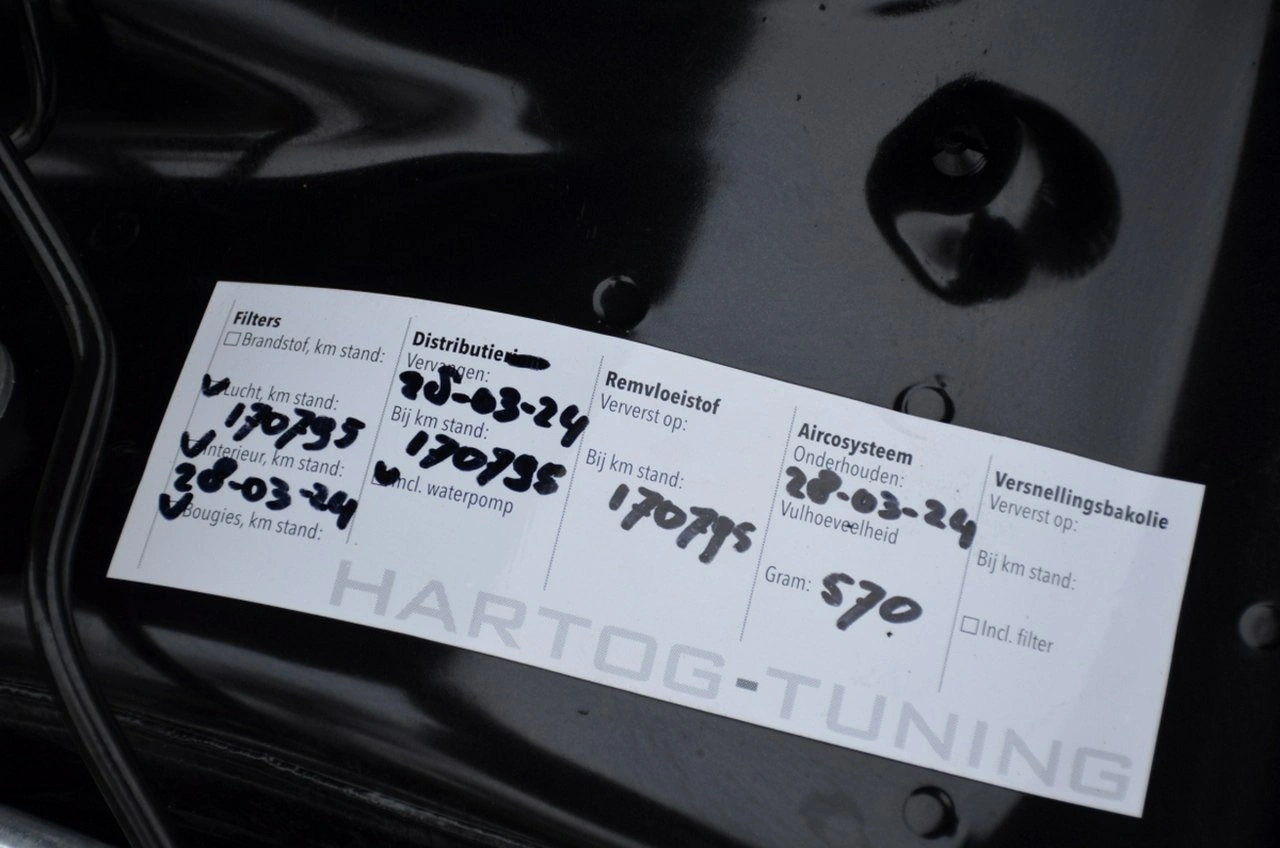 Filters
Brandstof, km stand:
Lucht, km stand:
170795
Interieur, km stand:
28-03-24
Bougies, km stand:
Vervangen:
28-03-24
Bij km stand:
170795
Incl. waterpomp
Remvloeistof
Ververst op:
Bij km stand:
170795
Aircosysteem
Onderhouden:
28-03-24
Vulhoeveelheid
Gram: 570
Versnellingsbakolie
Ververst op:
Bij km stand:
Incl. filter
HARTOG-TUNING